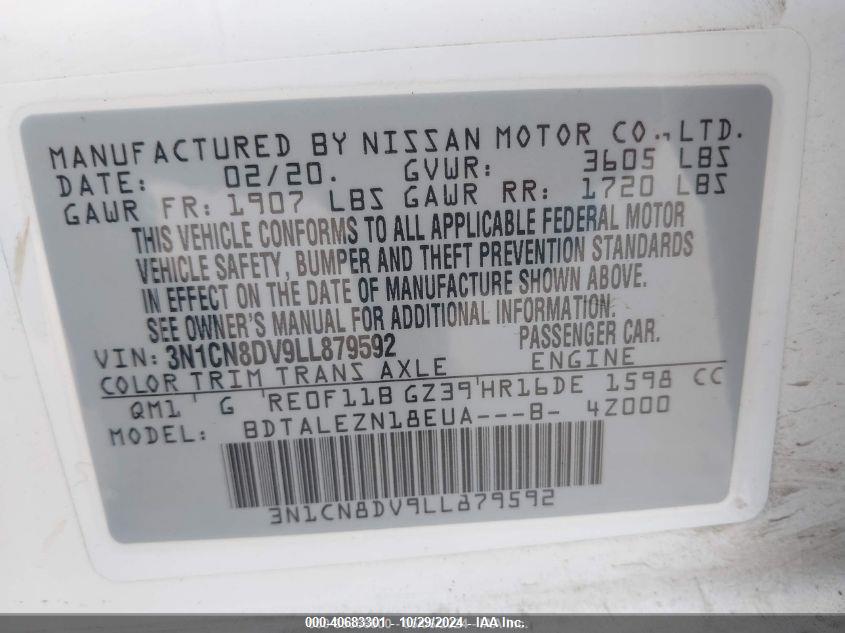 MANUFACTURED BY NISSAN MOTOR CO., LTD.
DATE: 02/20. GVWR: 3605 LBS
GAWR FR: 1907 LBS GAWR RR: 1720 LBS
THIS VEHICLE CONFORMS TO ALL APPLICABLE FEDERAL MOTOR
VEHICLE SAFETY, BUMPER AND THEFT PREVENTION STANDARDS
IN EFFECT ON THE DATE OF MANUFACTURE SHOWN ABOVE.
SEE OWNER'S MANUAL FOR ADDITIONAL INFORMATION.
VIN: 3N1CN8DV9LL879592 PASSENGER CAR.
COLOR TRIM TRANS AXLE ENGINE
QM1 G RE0F11B GZ39 HR16DE 1598 CC
MODEL: BDTALEZN18EUA---B- 4Z000
3N1CN8DV9LL879592
000-40683301 - 10/29/2024 - IAAI, Inc.